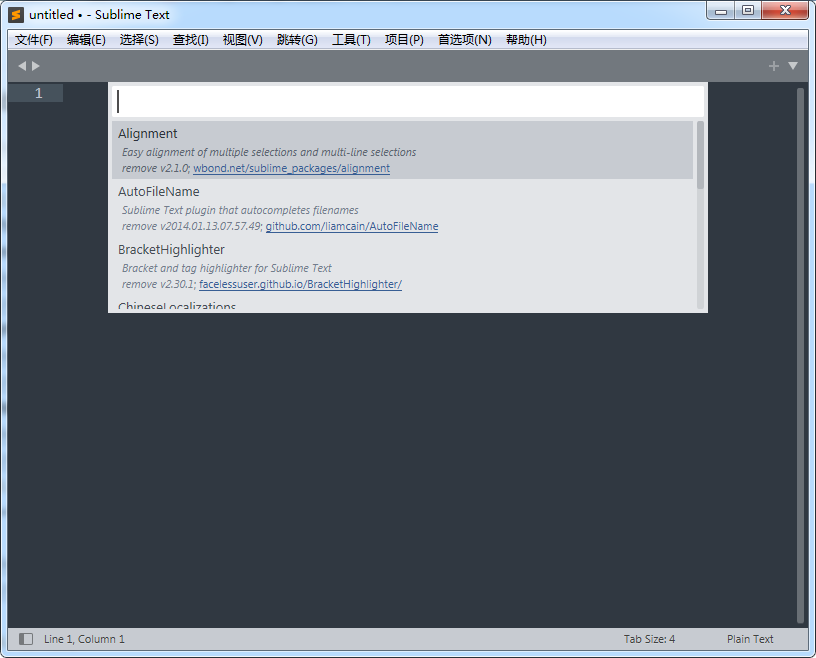 untitled • - Sublime Text
文件(F) 编辑(E) 选择(S) 查找(I) 视图(V) 跳转(G) 工具(T) 项目(P) 首选项(N) 帮助(H)
1
Alignment
Easy alignment of multiple selections and multi-line selections
remove v2.1.0; wbond.net/sublime_packages/alignment
AutoFileName
Sublime Text plugin that autocompletes filenames
remove v2014.01.13.07.57.49; github.com/liamcain/AutoFileName
BracketHighlighter
Bracket and tag highlighter for Sublime Text
remove v2.30.1; facelessuser.github.io/BracketHighlighter/
ChineseLocalizations
Line 1, Column 1 Tab Size: 4 Plain Text